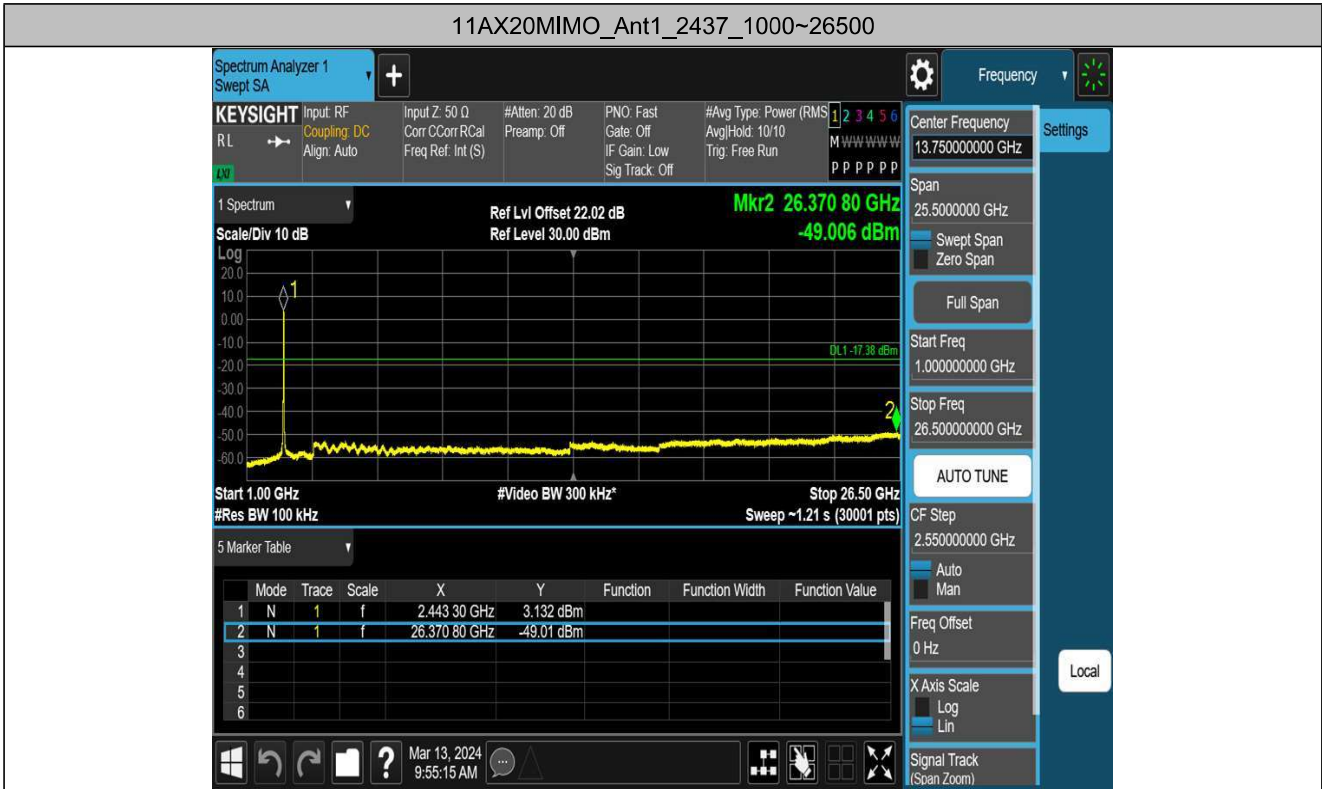 11AX20MIMO_Ant1_2437_1000~26500
Spectrum Analyzer 1
Swept SA
+
Frequency
KEYSIGHT
RL
LXI
Input: RF
Coupling: DC
Align: Auto
Input Z: 50 Ω
Corr CCorr RCal
Freq Ref: Int (S)
#Atten: 20 dB
Preamp: Off
PNO: Fast
Gate: Off
IF Gain: Low
Sig Track: Off
#Avg Type: Power (RMS
Avg|Hold: 10/10
Trig: Free Run
1 2 3 4 5 6
M W W W W W
P P P P P P
Center Frequency
13.750000000 GHz
Settings
Span
25.5000000 GHz
Swept Span
Zero Span
Full Span
Start Freq
1.000000000 GHz
Stop Freq
26.500000000 GHz
AUTO TUNE
CF Step
2.550000000 GHz
Auto
Man
Freq Offset
0 Hz
X Axis Scale
Log
Lin
Signal Track
(Span Zoom)
Local
1 Spectrum
Scale/Div 10 dB
Ref Lvl Offset 22.02 dB
Ref Level 30.00 dBm
Mkr2 26.370 80 GHz
-49.006 dBm
Log
20.0
10.0
0.00
-10.0
-20.0
-30.0
-40.0
-50.0
-60.0
1
DL1 -17.38 dBm
2
Start 1.00 GHz
#Res BW 100 kHz
#Video BW 300 kHz*
Stop 26.50 GHz
Sweep ~1.21 s (30001 pts)
5 Marker Table
Mode Trace Scale X Y Function Function Width Function Value
1 N 1 f 2.443 30 GHz 3.132 dBm
2 N 1 f 26.370 80 GHz -49.01 dBm
3
4
5
6
?
Mar 13, 2024
9:55:15 AM